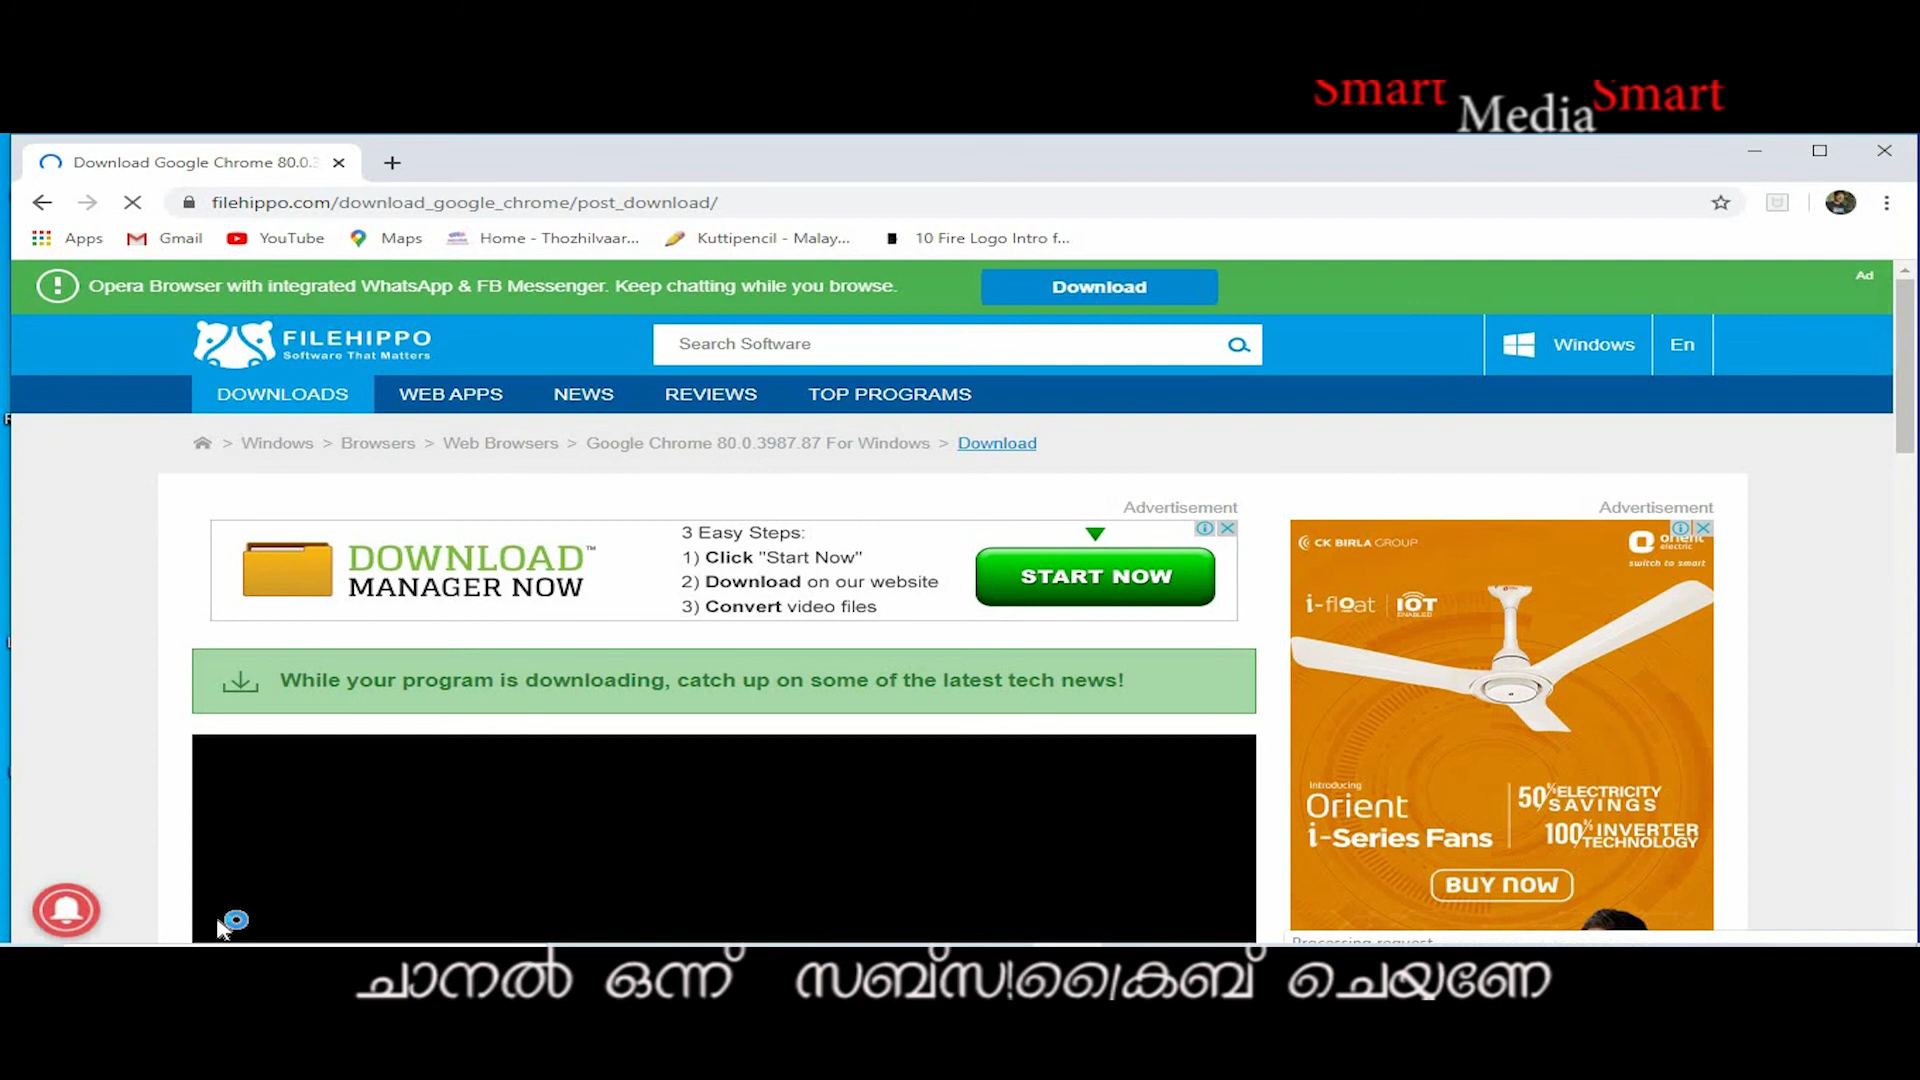 Smart Media Smart
Download Google Chrome 80.0.3
filehippo.com/download_google_chrome/post_download/
Apps Gmail YouTube Maps Home - Thozhilvaar... Kuttipencil - Malay... 10 Fire Logo Intro f...
Opera Browser with integrated WhatsApp & FB Messenger. Keep chatting while you browse. Download Ad
FILEHIPPO
Software That Matters
Search Software
Windows En
DOWNLOADS WEB APPS NEWS REVIEWS TOP PROGRAMS
> Windows > Browsers > Web Browsers > Google Chrome 80.0.3987.87 For Windows > Download
Advertisement
DOWNLOAD™
MANAGER NOW
3 Easy Steps:
1) Click "Start Now"
2) Download on our website
3) Convert video files
START NOW
While your program is downloading, catch up on some of the latest tech news!
Advertisement
CK BIRLA GROUP
orient
electric
switch to smart
i-float IOT
ENABLED
Introducing
Orient
i-Series Fans
50% ELECTRICITY
SAVINGS
100% INVERTER
TECHNOLOGY
BUY NOW
Processing request
ചാനൽ ഒന്ന് സബ്സ്ക്രൈബ് ചെയ്യണേ